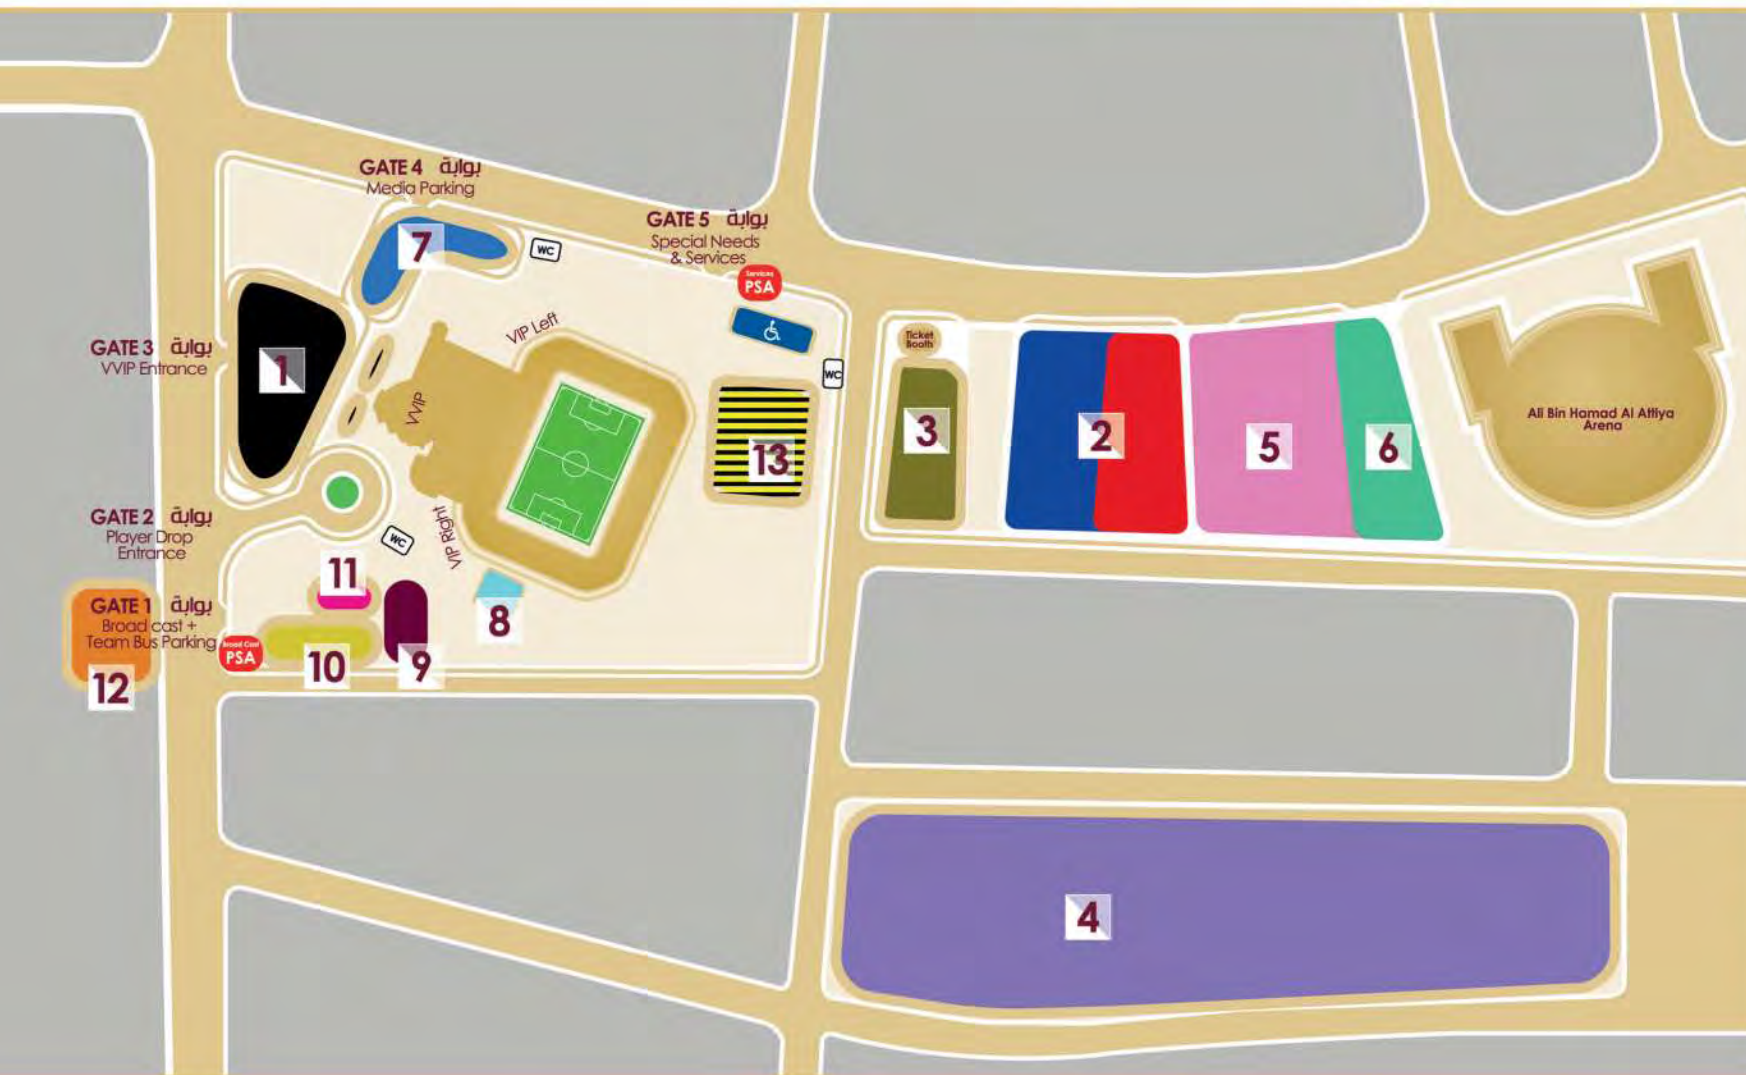 GATE 4 بوابة
Media Parking
GATE 5 بوابة
Special Needs
& Services
Services
PSA
7
WC
VIP Left
GATE 3 بوابة
VVIP Entrance
1
VVIP
WC
13
Ticket
Booth
3
2
5
6
Ali Bin Hamad Al Attiya
Arena
GATE 2 بوابة
Player Drop
Entrance
WC
VIP Right
11
8
GATE 1 بوابة
Broad cast +
Team Bus Parking
Broad Cast
PSA
12
10
9
4